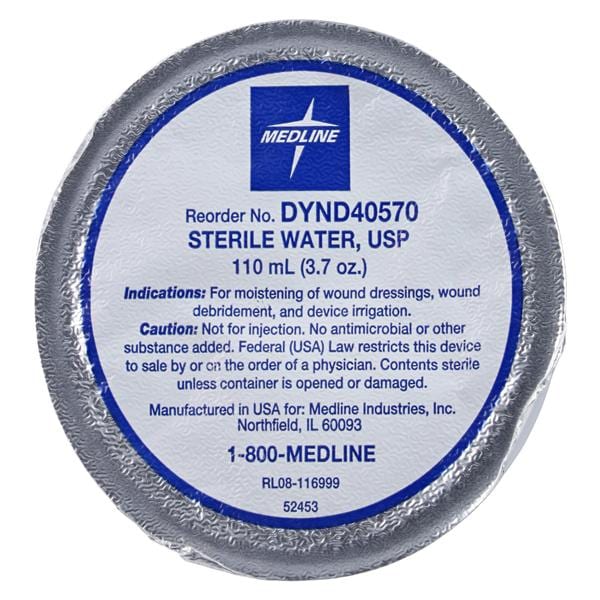 MEDLINE
Reorder No. DYND40570
STERILE WATER, USP
110 mL (3.7 oz.)
Indications: For moistening of wound dressings, wound
debridement, and device irrigation.
Caution: Not for injection. No antimicrobial or other
substance added. Federal (USA) Law restricts this device
to sale by or on the order of a physician. Contents sterile
unless container is opened or damaged.
Manufactured in USA for: Medline Industries, Inc.
Northfield, IL 60093
1-800-MEDLINE
RL08-116999
52453